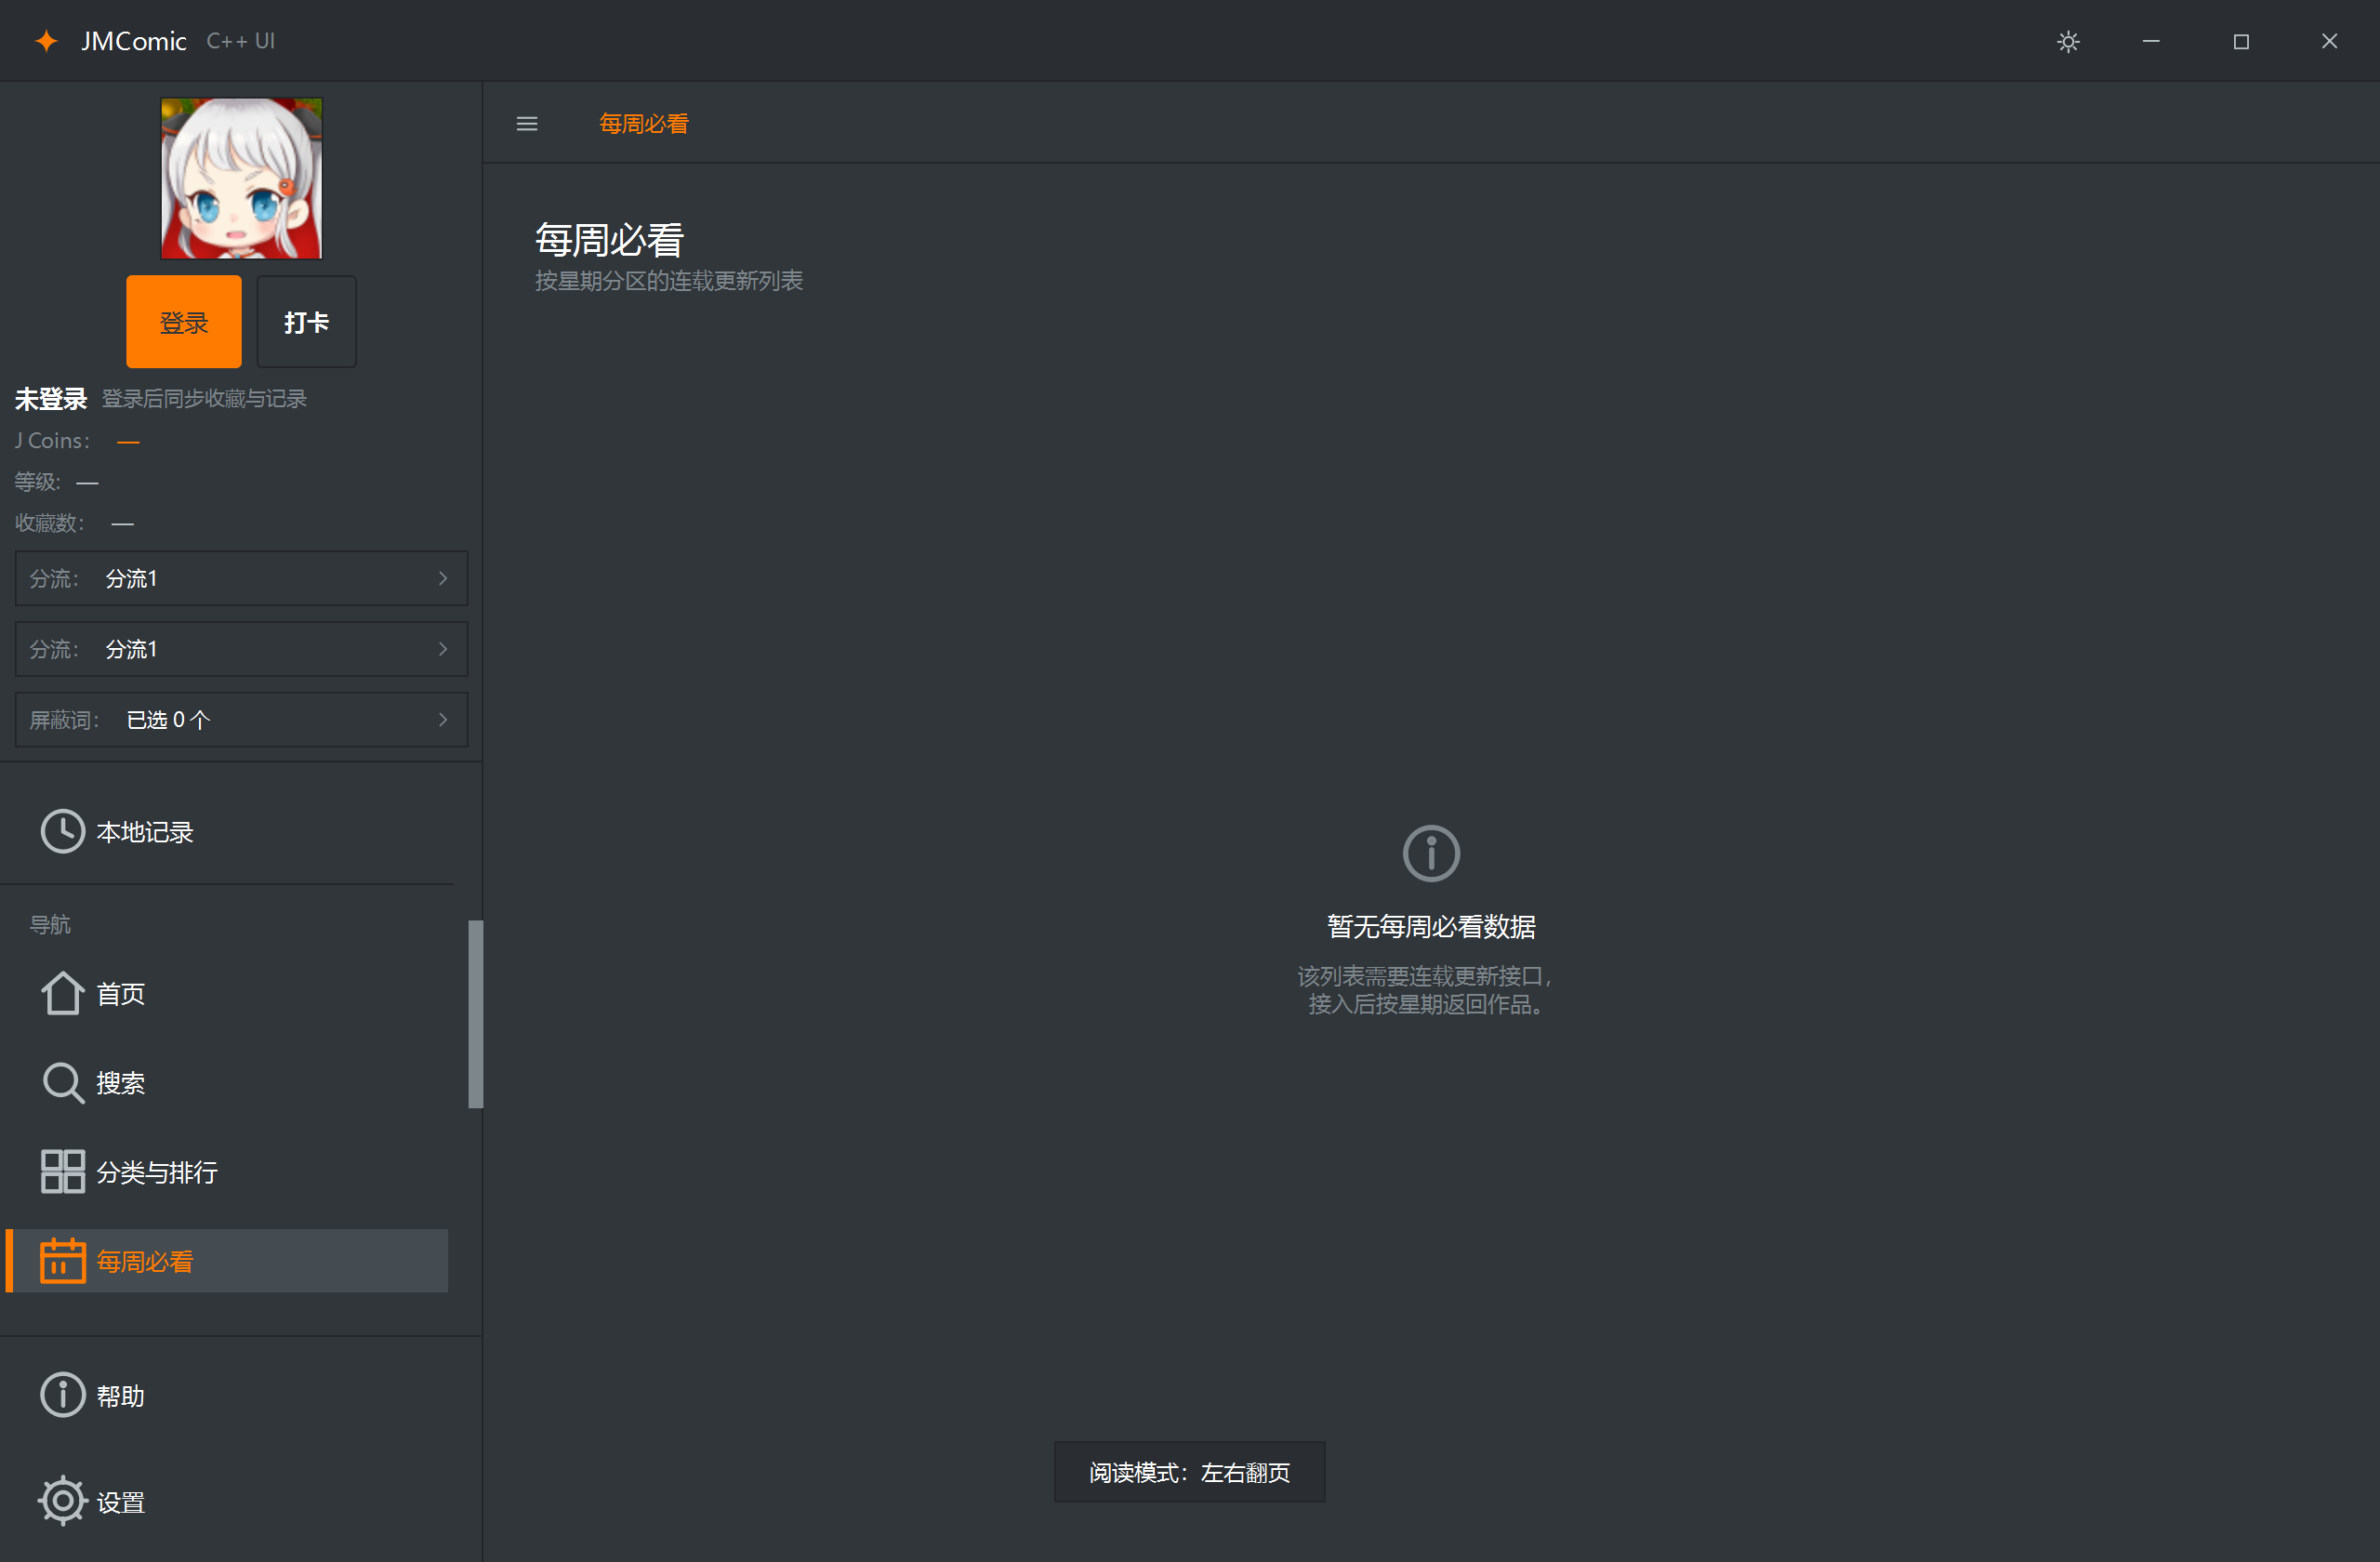 JMComic C++ UI
每周必看
登录 打卡
未登录 登录后同步收藏与记录
J Coins: —
等级: —
收藏数: —
分流: 分流1
分流: 分流1
屏蔽词: 已选 0 个
本地记录
导航
首页
搜索
分类与排行
每周必看
帮助
设置
每周必看
按星期分区的连载更新列表
暂无每周必看数据
该列表需要连载更新接口，
接入后按星期返回作品。
阅读模式：左右翻页